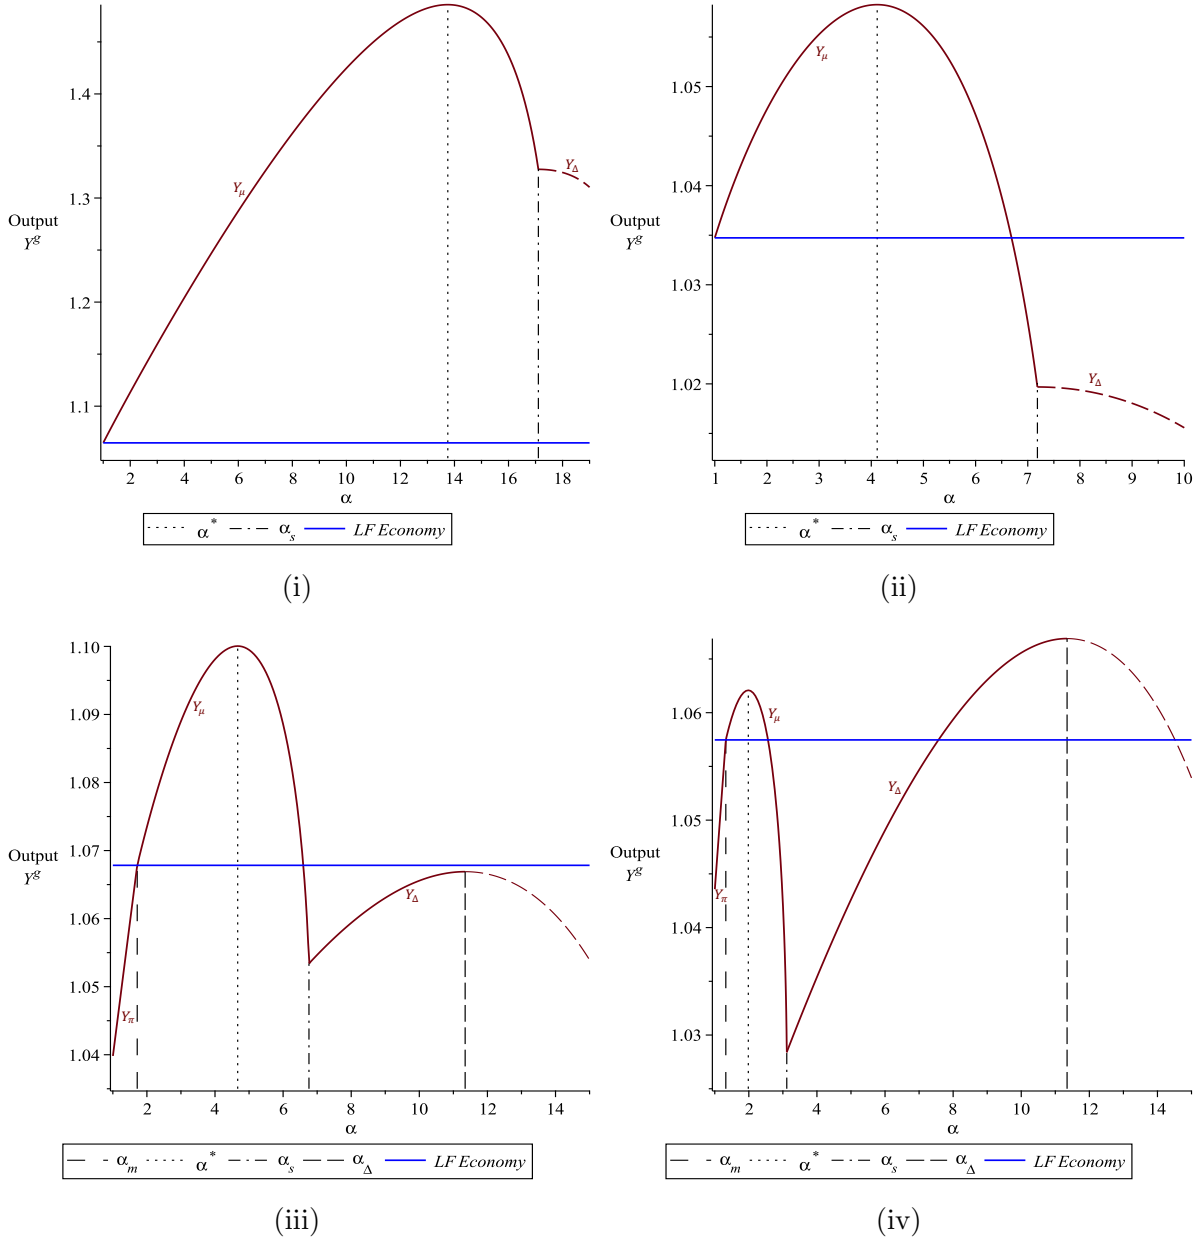 1.4
1.3
1.2
1.1
Output
Y^g
Y_μ
Y_Δ
2 4 6 8 10 12 14 16 18
α
α* α_s LF Economy
(i)
1.05
1.04
1.03
1.02
Output
Y^g
Y_μ
Y_Δ
1 2 3 4 5 6 7 8 9 10
α
α* α_s LF Economy
(ii)
1.10
1.09
1.08
1.07
1.06
1.05
1.04
Output
Y^g
Y_μ
Y_Δ
Y_π
2 4 6 8 10 12 14
α
α_m α* α_s α_Δ LF Economy
(iii)
1.06
1.05
1.04
1.03
Output
Y^g
Y_μ
Y_Δ
Y_π
2 4 6 8 10 12 14
α
α_m α* α_s α_Δ LF Economy
(iv)